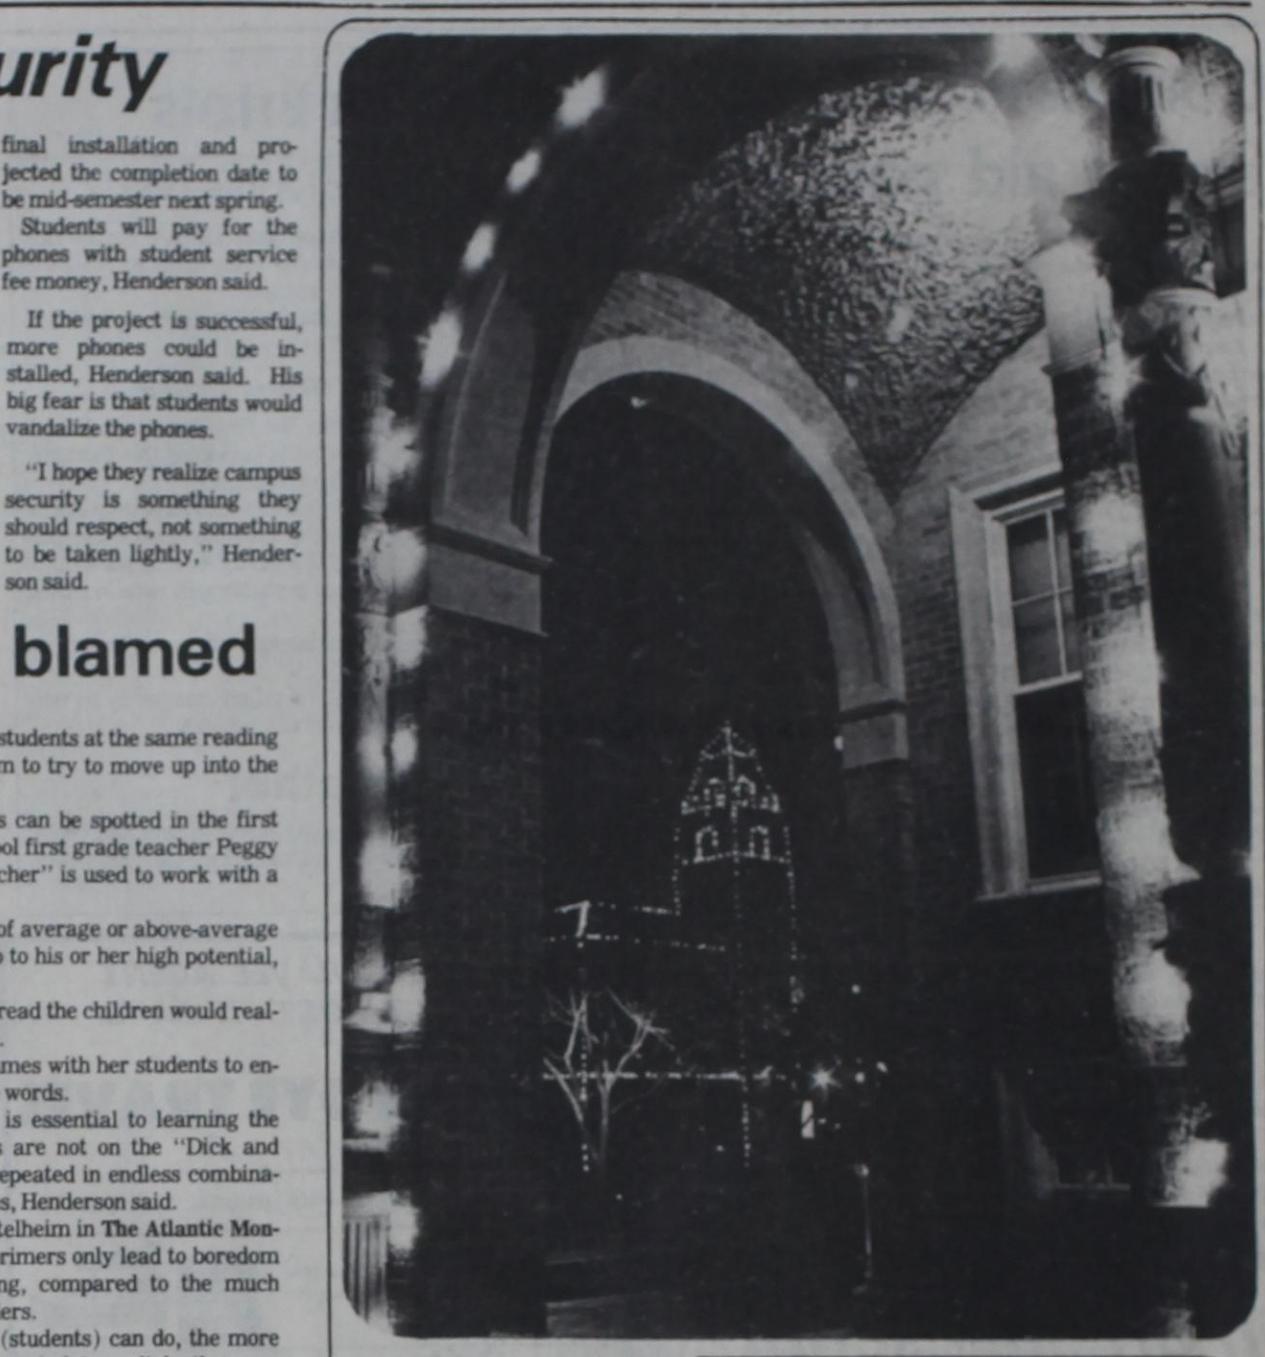 urity
final installation and pro-
jected the completion date to
be mid-semester next spring.
Students will pay for the
phones with student service
fee money, Henderson said.
If the project is successful,
more phones could be in-
stalled, Henderson said. His
big fear is that students would
vandalize the phones.
"I hope they realize campus
security is something they
should respect, not something
to be taken lightly," Hender-
son said.
blamed
students at the same reading
m to try to move up into the
s can be spotted in the first
ol first grade teacher Peggy
cher" is used to work with a
of average or above-average
to his or her high potential,
read the children would real-
.
mes with her students to en-
words.
is essential to learning the
s are not on the "Dick and
epeated in endless combina-
s, Henderson said.
telheim in The Atlantic Mon-
rimers only lead to boredom
ng, compared to the much
ers.
(students) can do, the more